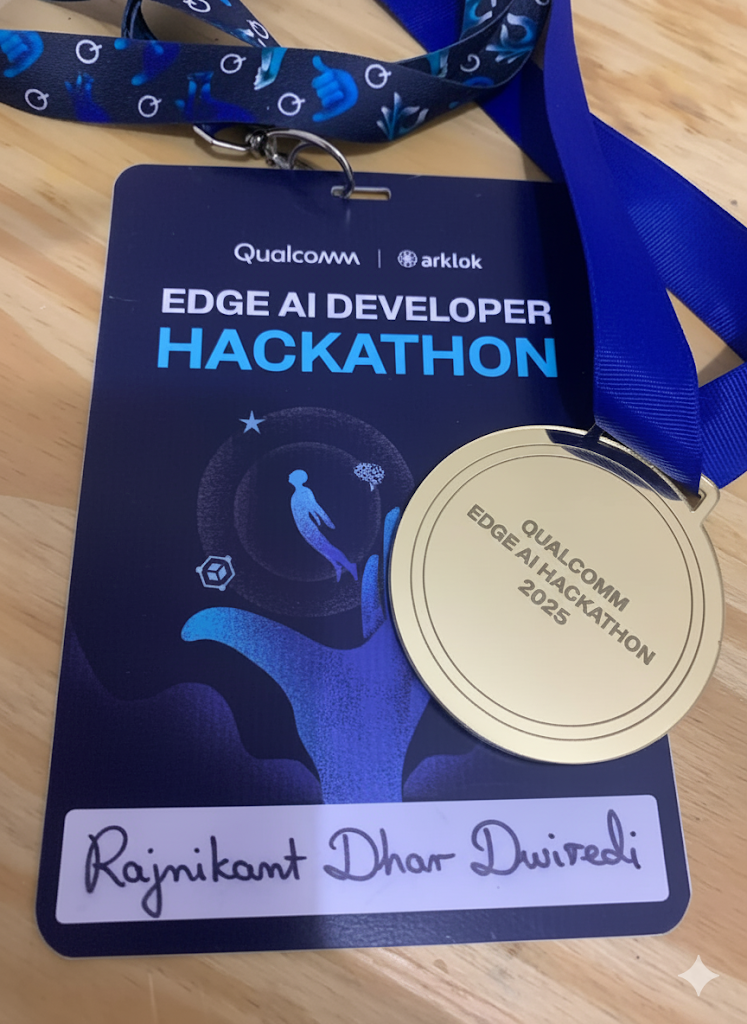 Qualcomm | arklok
EDGE AI DEVELOPER
HACKATHON
QUALCOMM
EDGE AI HACKATHON
2025
Rajnikant Dhar Dwivedi